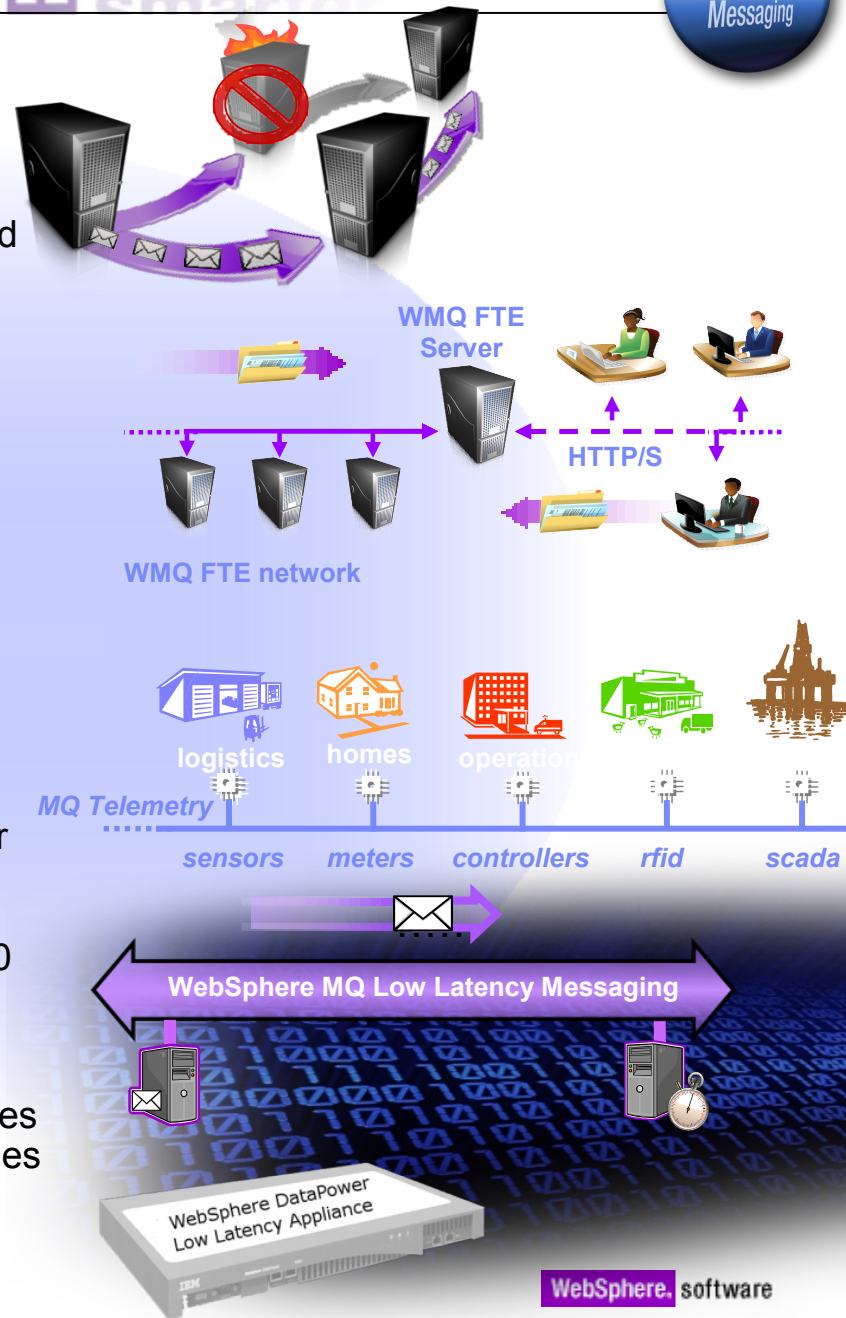 Messaging
d
WMQ FTE
Server
HTTP/S
WMQ FTE network
logistics
homes
operation
MQ Telemetry
r
sensors
meters
controllers
rfid
scada
0
WebSphere MQ Low Latency Messaging
es
es
WebSphere DataPower
Low Latency Appliance
IBM
WebSphere. software